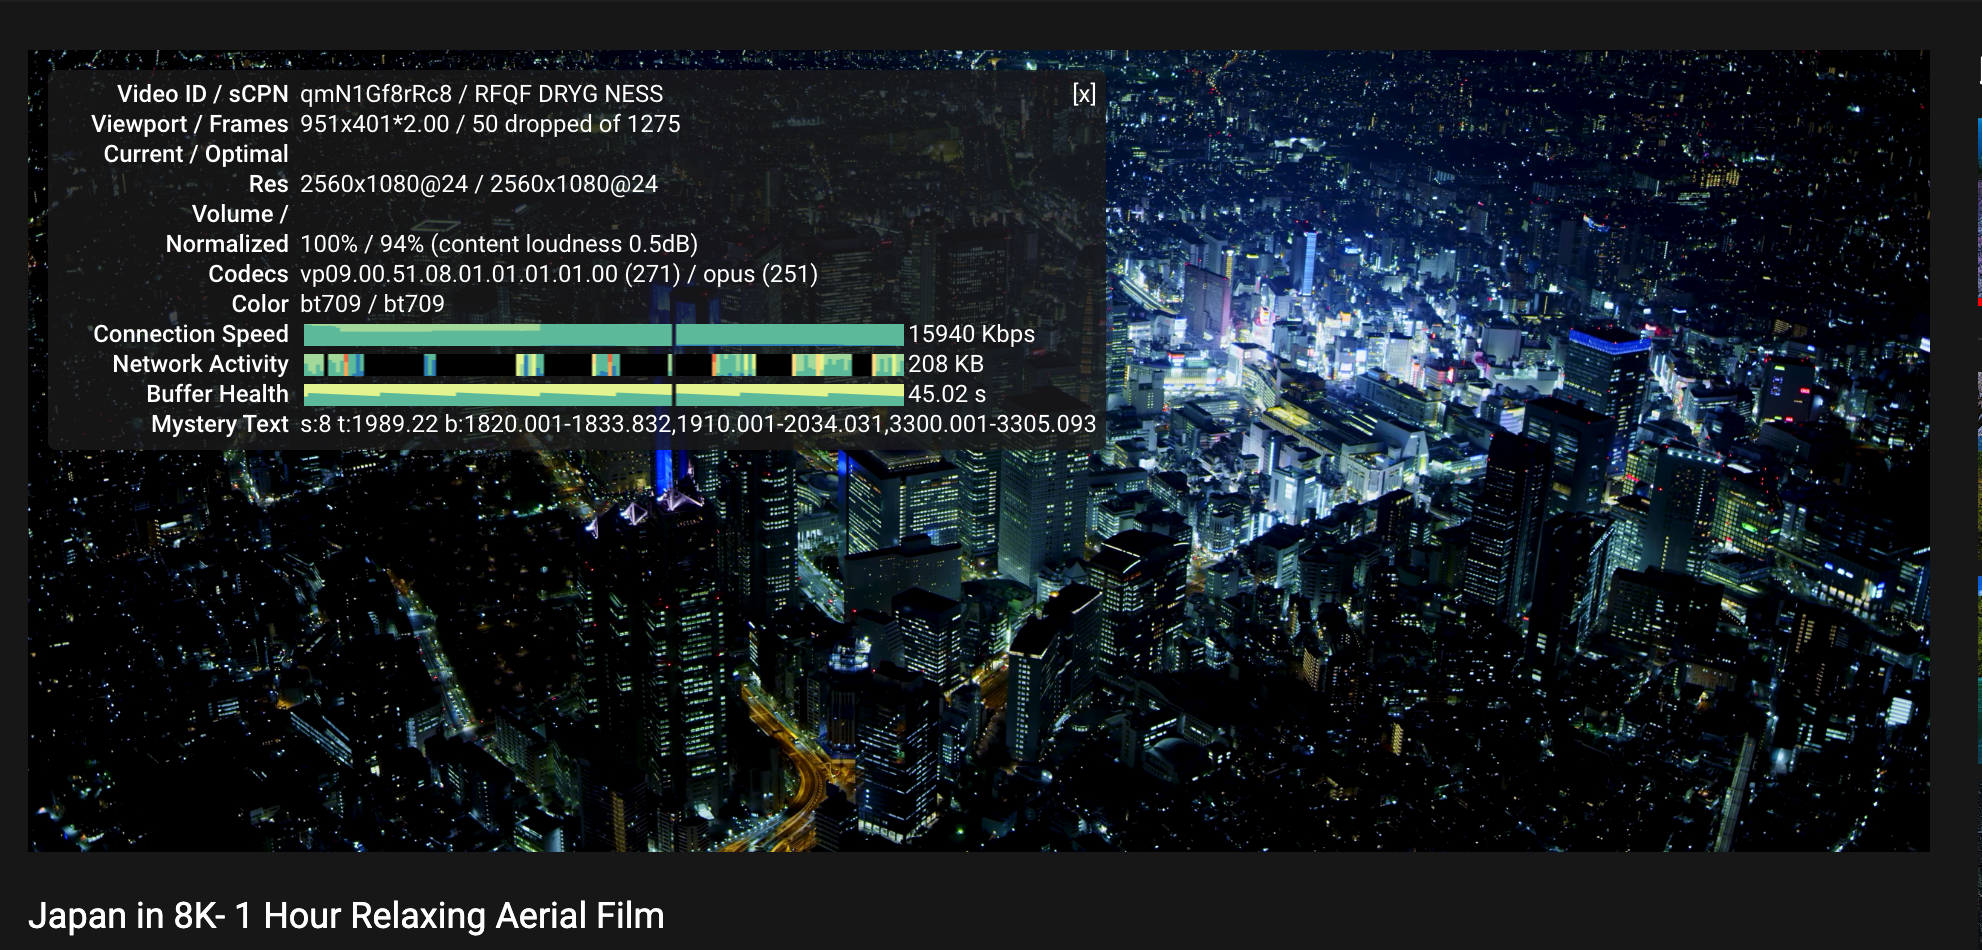 Video ID / sCPN qmN1Gf8rRc8 / RFQF DRYG NESS [x]
Viewport / Frames 951x401*2.00 / 50 dropped of 1275
Current / Optimal
Res 2560x1080@24 / 2560x1080@24
Volume /
Normalized 100% / 94% (content loudness 0.5dB)
Codecs vp09.00.51.08.01.01.01.01.00 (271) / opus (251)
Color bt709 / bt709
Connection Speed 15940 Kbps
Network Activity 208 KB
Buffer Health 45.02 s
Mystery Text s:8 t:1989.22 b:1820.001-1833.832,1910.001-2034.031,3300.001-3305.093
Japan in 8K- 1 Hour Relaxing Aerial Film